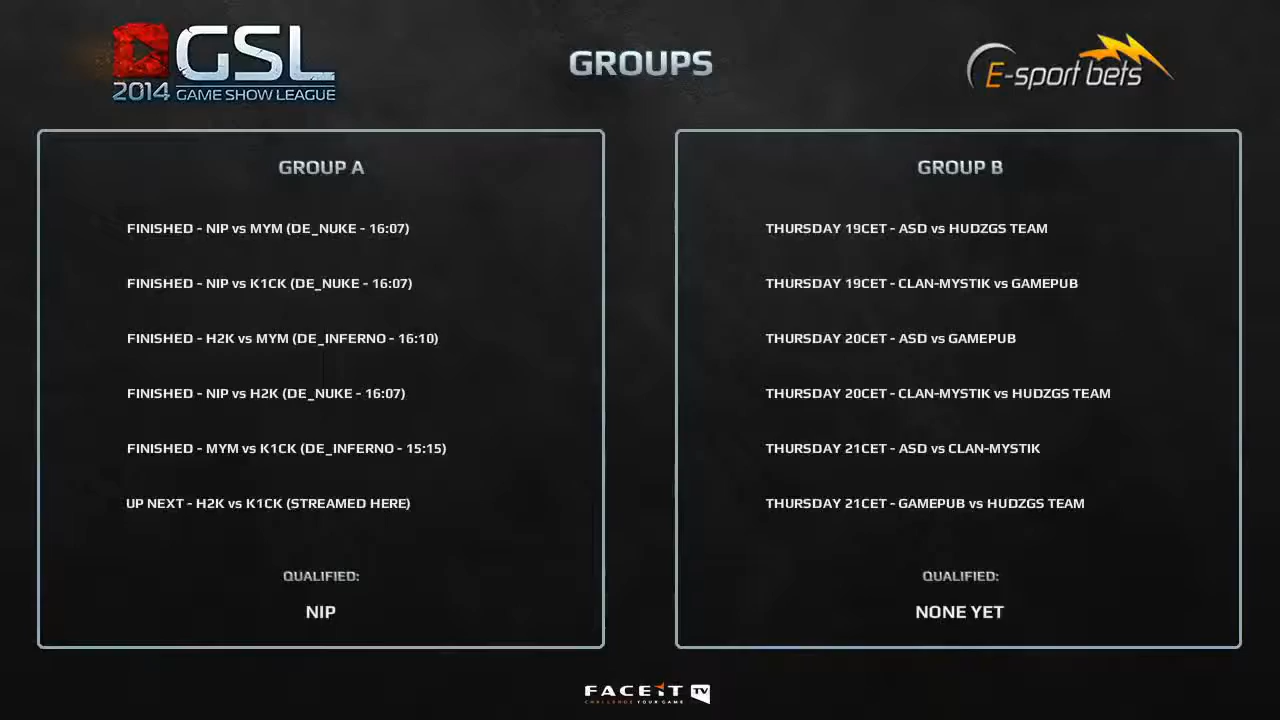 GSL
2014 GAME SHOW LEAGUE
GROUPS
E-sport bets
GROUP A
FINISHED - NIP vs MYM (DE_NUKE - 16:07)
FINISHED - NIP vs K1CK (DE_NUKE - 16:07)
FINISHED - H2K vs MYM (DE_INFERNO - 16:10)
FINISHED - NIP vs H2K (DE_NUKE - 16:07)
FINISHED - MYM vs K1CK (DE_INFERNO - 15:15)
UP NEXT - H2K vs K1CK (STREAMED HERE)
QUALIFIED:
NIP
GROUP B
THURSDAY 19CET - ASD vs HUDZGS TEAM
THURSDAY 19CET - CLAN-MYSTIK vs GAMEPUB
THURSDAY 20CET - ASD vs GAMEPUB
THURSDAY 20CET - CLAN-MYSTIK vs HUDZGS TEAM
THURSDAY 21CET - ASD vs CLAN-MYSTIK
THURSDAY 21CET - GAMEPUB vs HUDZGS TEAM
QUALIFIED:
NONE YET
FACEIT TV
CHALLENGE YOUR GAME